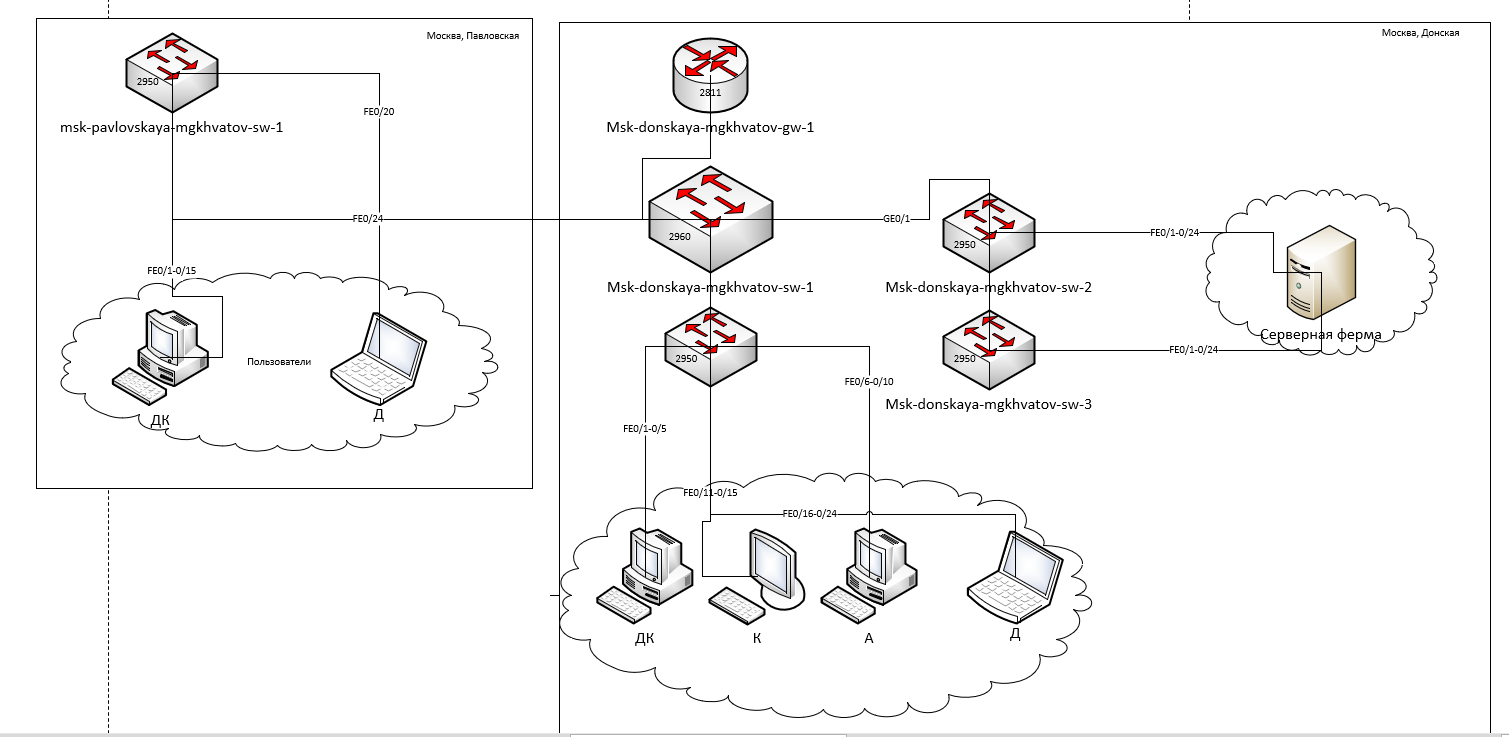 Москва, Павловская
2950
msk-pavlovskaya-mgkhvatov-sw-1
FE0/20
FE0/24
FE0/1-0/15
Пользователи
ДК
Д
Москва, Донская
2811
Msk-donskaya-mgkhvatov-gw-1
2960
Msk-donskaya-mgkhvatov-sw-1
GE0/1
2950
Msk-donskaya-mgkhvatov-sw-2
FE0/1-0/24
Серверная ферма
2950
Msk-donskaya-mgkhvatov-sw-3
FE0/1-0/24
2950
FE0/6-0/10
FE0/1-0/5
FE0/11-0/15
FE0/16-0/24
ДК
К
А
Д